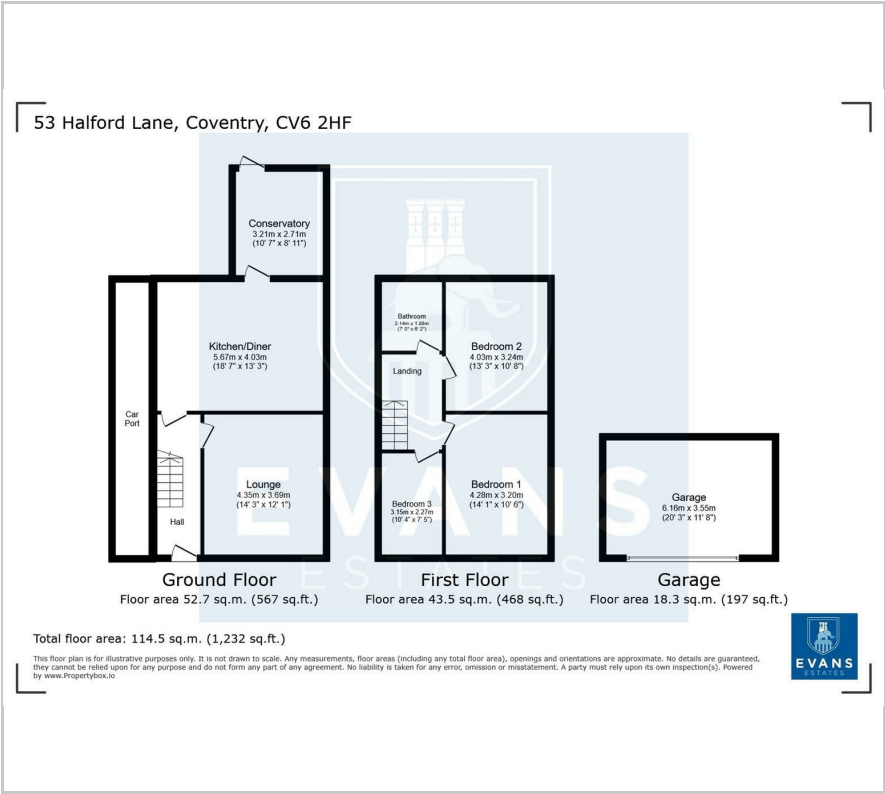 53 Halford Lane, Coventry, CV6 2HF
Conservatory
3.21m x 2.71m
(10' 7" x 8' 11")
Kitchen/Diner
5.67m x 4.03m
(18' 7" x 13' 3")
Car
Port
Lounge
4.35m x 3.69m
(14' 3" x 12' 1")
Hall
Ground Floor
Floor area 52.7 sq.m. (567 sq.ft.)
Bathroom
2.14m x 1.88m
(7' 0" x 6' 2")
Bedroom 2
4.03m x 3.24m
(13' 3" x 10' 8")
Landing
Bedroom 1
4.28m x 3.20m
(14' 1" x 10' 6")
Bedroom 3
3.15m x 2.27m
(10' 4" x 7' 5")
First Floor
Floor area 43.5 sq.m. (468 sq.ft.)
Garage
6.16m x 3.55m
(20' 3" x 11' 8")
Garage
Floor area 18.3 sq.m. (197 sq.ft.)
EVANS
ESTATES
Total floor area: 114.5 sq.m. (1,232 sq.ft.)
This floor plan is for illustrative purposes only. It is not drawn to scale. Any measurements, floor areas (including any total floor area), openings and orientations are approximate. No details are guaranteed,
they cannot be relied upon for any purpose and do not form any part of any agreement. No liability is taken for any error, omission or misstatement. A party must rely upon its own inspection(s). Powered
by www.Propertybox.io
EVANS
ESTATES